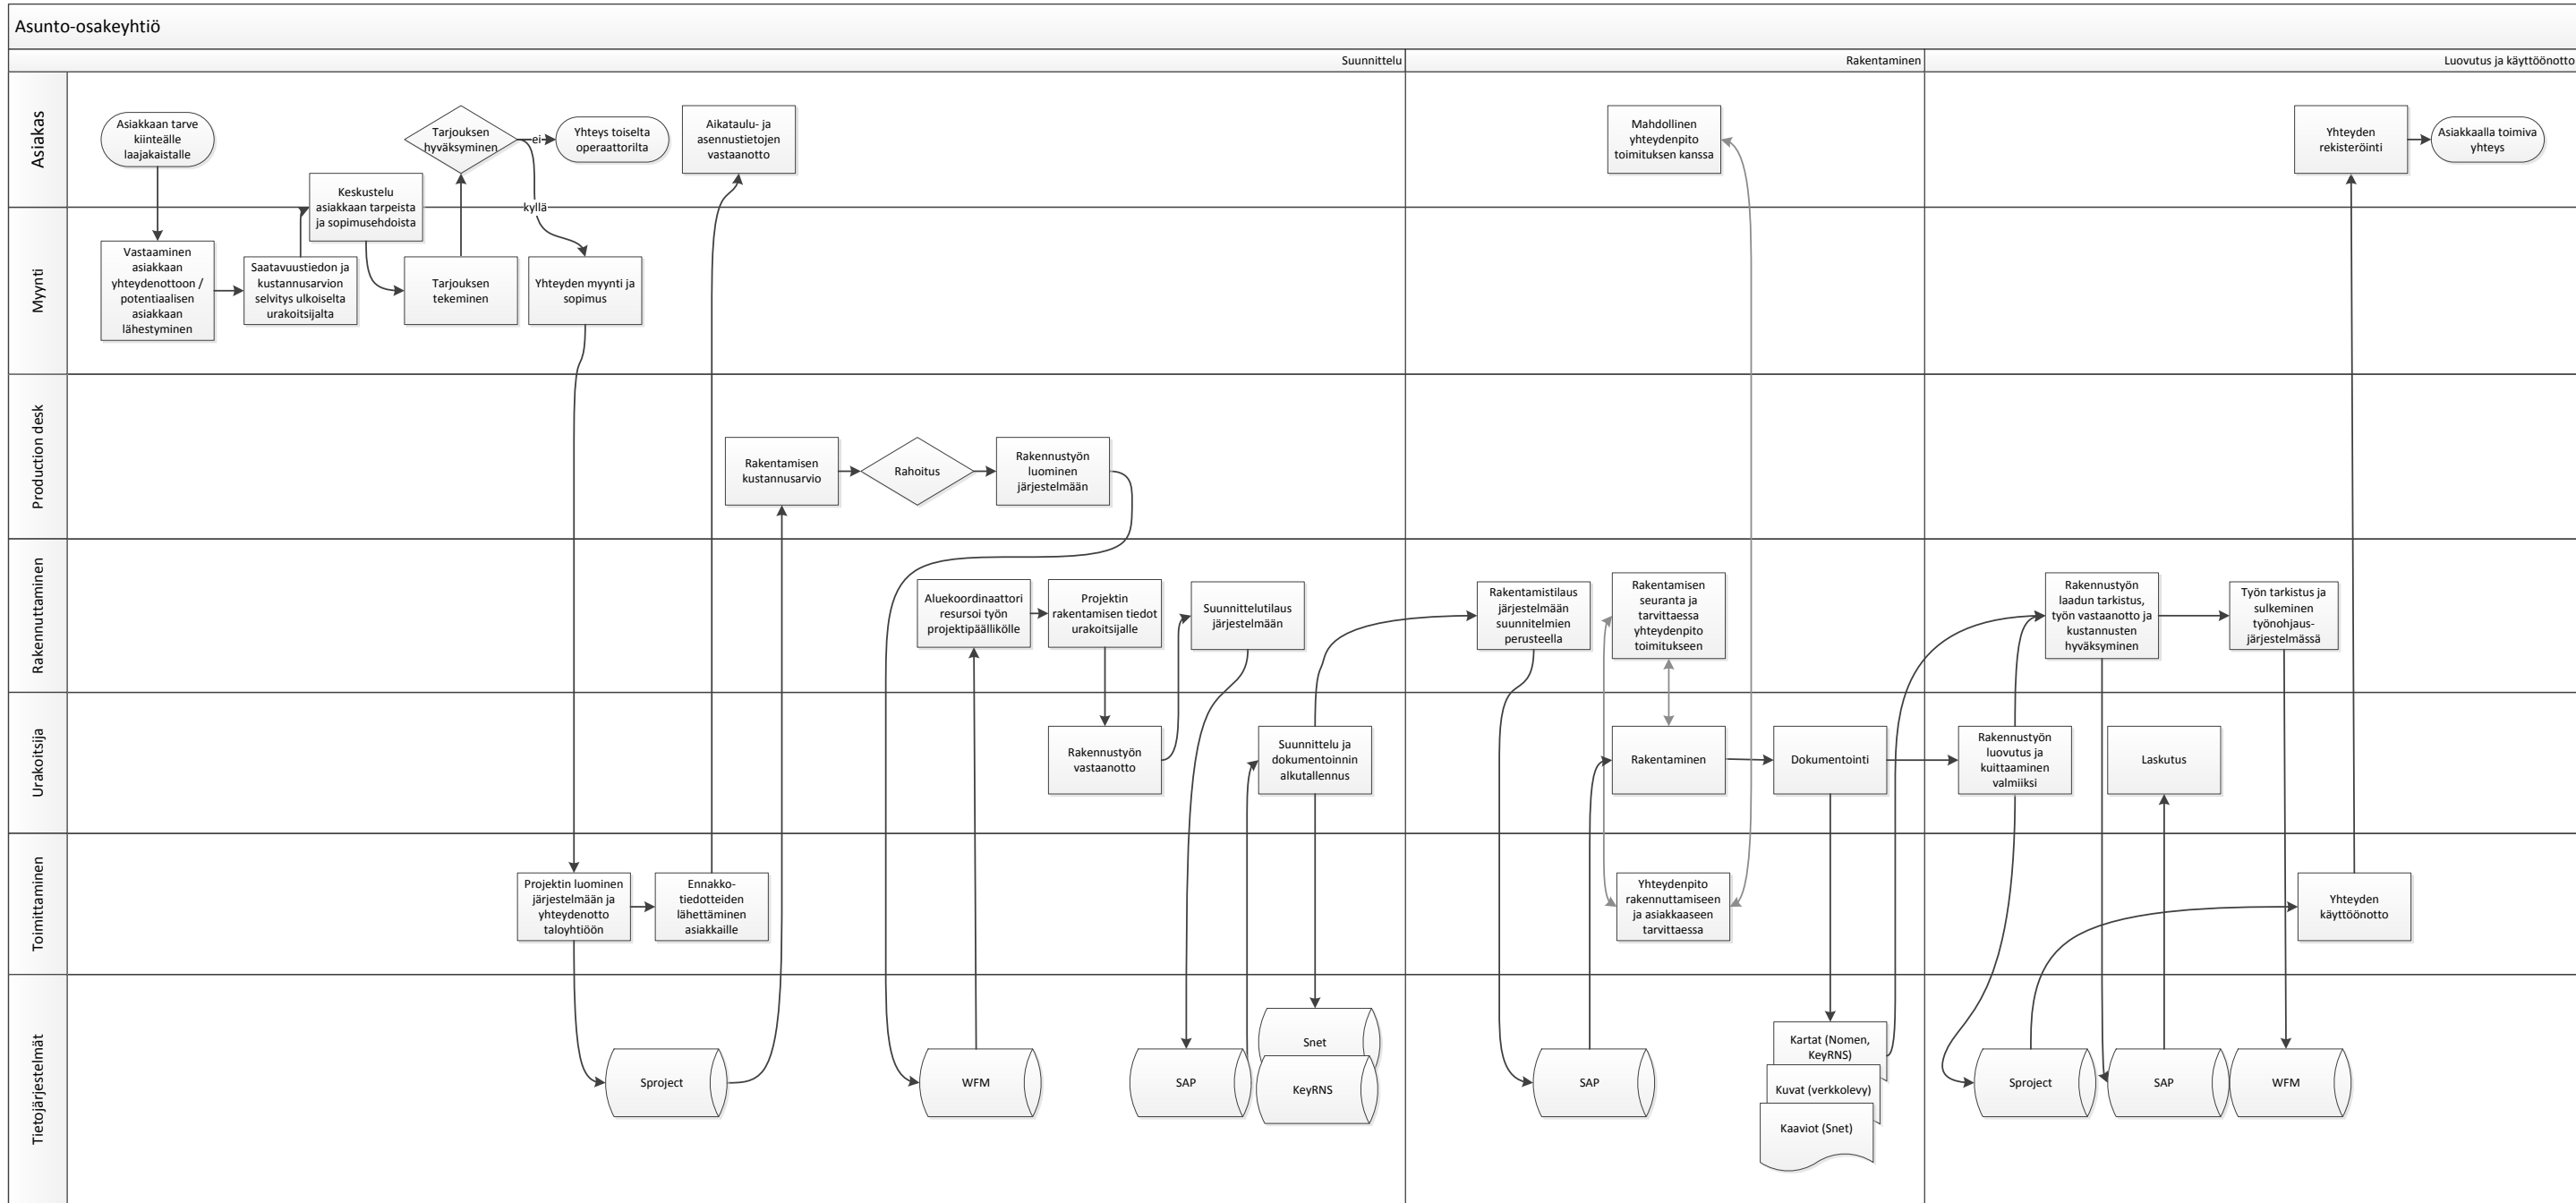 Asunto-osakeyhtiö
Suunnittelu
Rakentaminen
Luovutus ja käyttöönotto
Asiakas
Asiakkaan tarve
kiinteälle
laajakaistalle
Tarjouksen
hyväksyminen
ei
Yhteys toiselta
operaattorilta
Aikataulu- ja
asennustietojen
vastaanotto
Mahdollinen
yhteydenpito
toimituksen kanssa
Yhteyden
rekisteröinti
Asiakkaalla toimiva
yhteys
Keskustelu
asiakkaan tarpeista
ja sopimusehdoista
kyllä
Myynti
Vastaaminen
asiakkaan
yhteydenottoon /
potentiaalisen
asiakkaan
lähestyminen
Saatavuustiedon ja
kustannusarvion
selvitys ulkoiselta
urakoitsijalta
Tarjouksen
tekeminen
Yhteyden myynti ja
sopimus
Production desk
Rakentamisen
kustannusarvio
Rahoitus
Rakennustyön
luominen
järjestelmään
Rakennuttaminen
Aluekoordinaattori
resursoi työn
projektipäällikölle
Projektin
rakentamisen tiedot
urakoitsijalle
Suunnittelutilaus
järjestelmään
Rakentamistilaus
järjestelmään
suunnitelmien
perusteella
Rakentamisen
seuranta ja
tarvittaessa
yhteydenpito
toimitukseen
Rakennustyön
laadun tarkistus,
työn vastaanotto ja
kustannusten
hyväksyminen
Työn tarkistus ja
sulkeminen
työnohjaus-
järjestelmässä
Urakoitsija
Rakennustyön
vastaanotto
Suunnittelu ja
dokumentoinnin
alkutallennus
Rakentaminen
Dokumentointi
Rakennustyön
luovutus ja
kuittaaminen
valmiiksi
Laskutus
Toimittaminen
Projektin luominen
järjestelmään ja
yhteydenotto
taloyhtiöön
Ennakko-
tiedotteiden
lähettäminen
asiakkaille
Yhteydenpito
rakennuttamiseen
ja asiakkaaseen
tarvittaessa
Yhteyden
käyttöönotto
Tietojärjestelmät
Sproject
WFM
SAP
Snet
KeyRNS
SAP
Kartat (Nomen,
KeyRNS)
Kuvat (verkkolevy)
Kaaviot (Snet)
Sproject
SAP
WFM